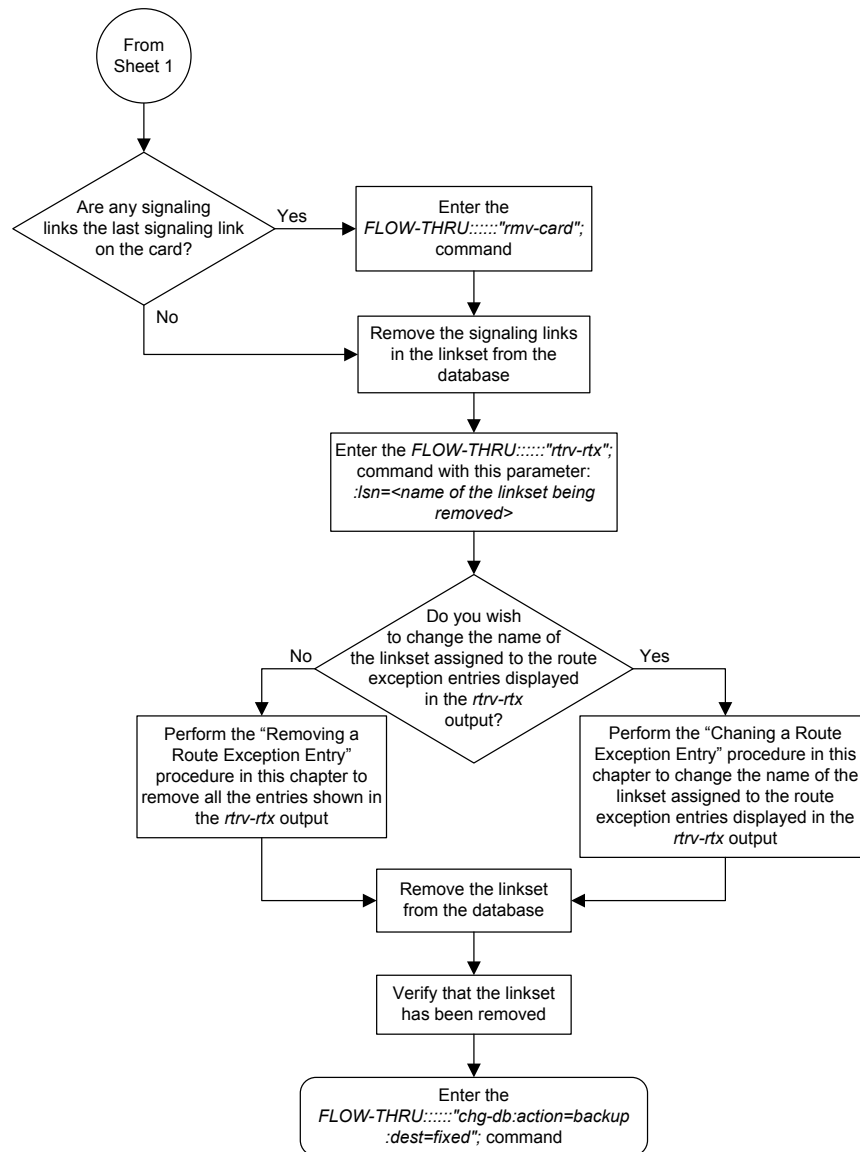 From
Sheet 1
Are any signaling
links the last signaling link
on the card?
Yes
Enter the
FLOW-THRU::::::"rmv-card";
command
No
Remove the signaling links
in the linkset from the
database
Enter the FLOW-THRU::::::"rtrv-rtx";
command with this parameter:
:lsn=<name of the linkset being
removed>
Do you wish
to change the name of
the linkset assigned to the route
exception entries displayed
in the rtrv-rtx
output?
No
Yes
Perform the “Removing a
Route Exception Entry”
procedure in this chapter to
remove all the entries shown in
the rtrv-rtx output
Perform the “Chaning a Route
Exception Entry” procedure in this
chapter to change the name of the
linkset assigned to the route
exception entries displayed in the
rtrv-rtx output
Remove the linkset
from the database
Verify that the linkset
has been removed
Enter the
FLOW-THRU::::::"chg-db:action=backup
:dest=fixed"; command